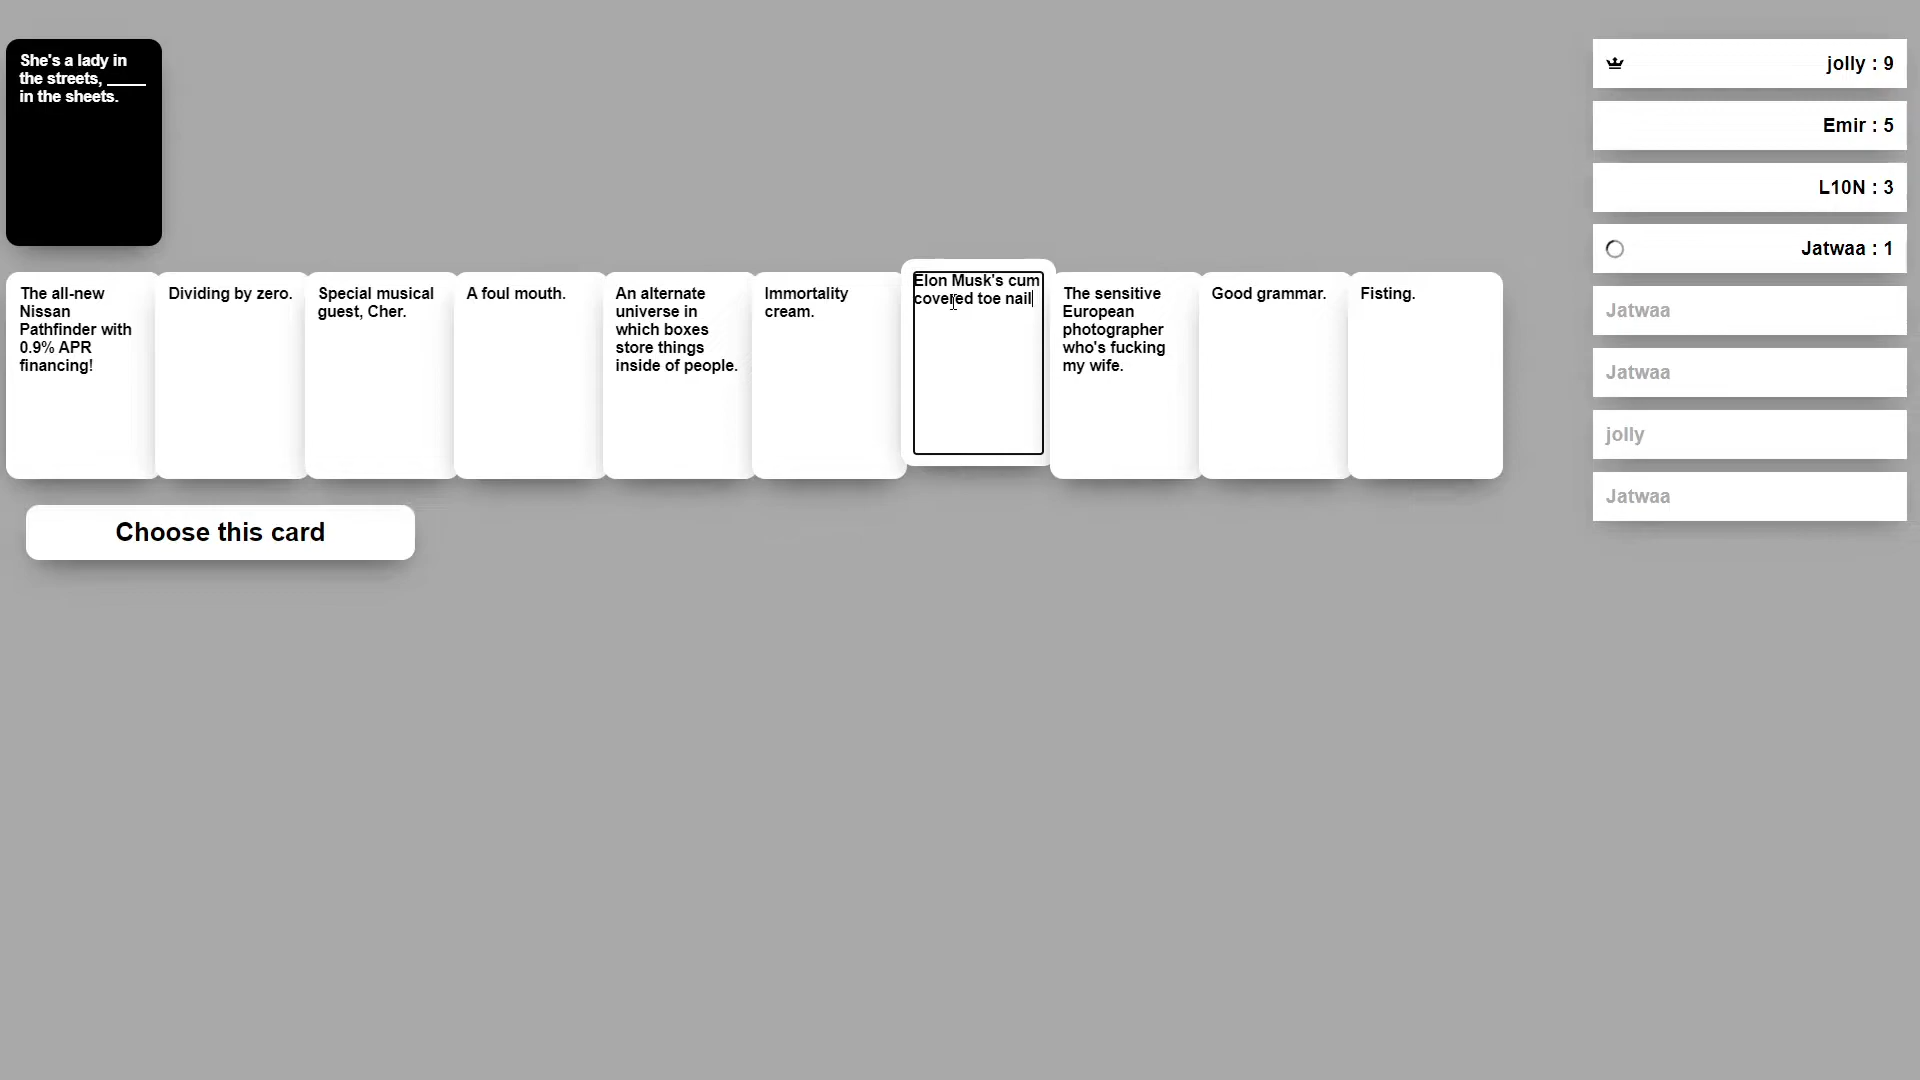 She's a lady in
the streets, _____
in the sheets.
jolly : 9
Emir : 5
L10N : 3
Jatwaa : 1
Jatwaa
Jatwaa
jolly
Jatwaa
The all-new
Nissan
Pathfinder with
0.9% APR
financing!
Dividing by zero.
Special musical
guest, Cher.
A foul mouth.
An alternate
universe in
which boxes
store things
inside of people.
Immortality
cream.
Elon Musk's cum
covered toe nail
The sensitive
European
photographer
who's fucking
my wife.
Good grammar.
Fisting.
Choose this card